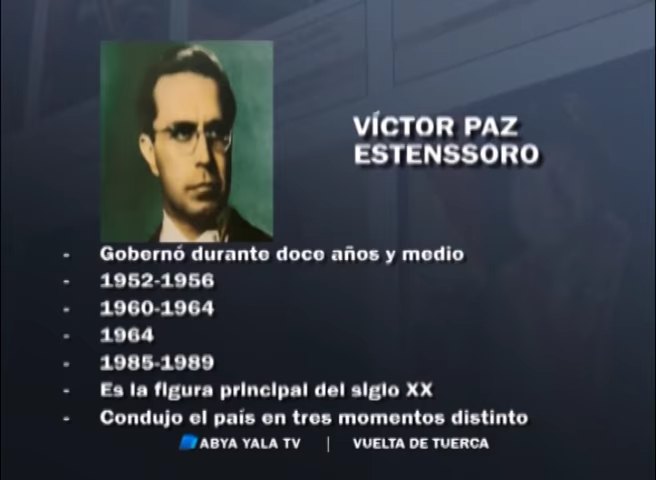 VÍCTOR PAZ
ESTENSSORO
- Gobernó durante doce años y medio
- 1952-1956
- 1960-1964
- 1964
- 1985-1989
- Es la figura principal del siglo XX
- Condujo el país en tres momentos distinto
ABYA YALA TV | VUELTA DE TUERCA